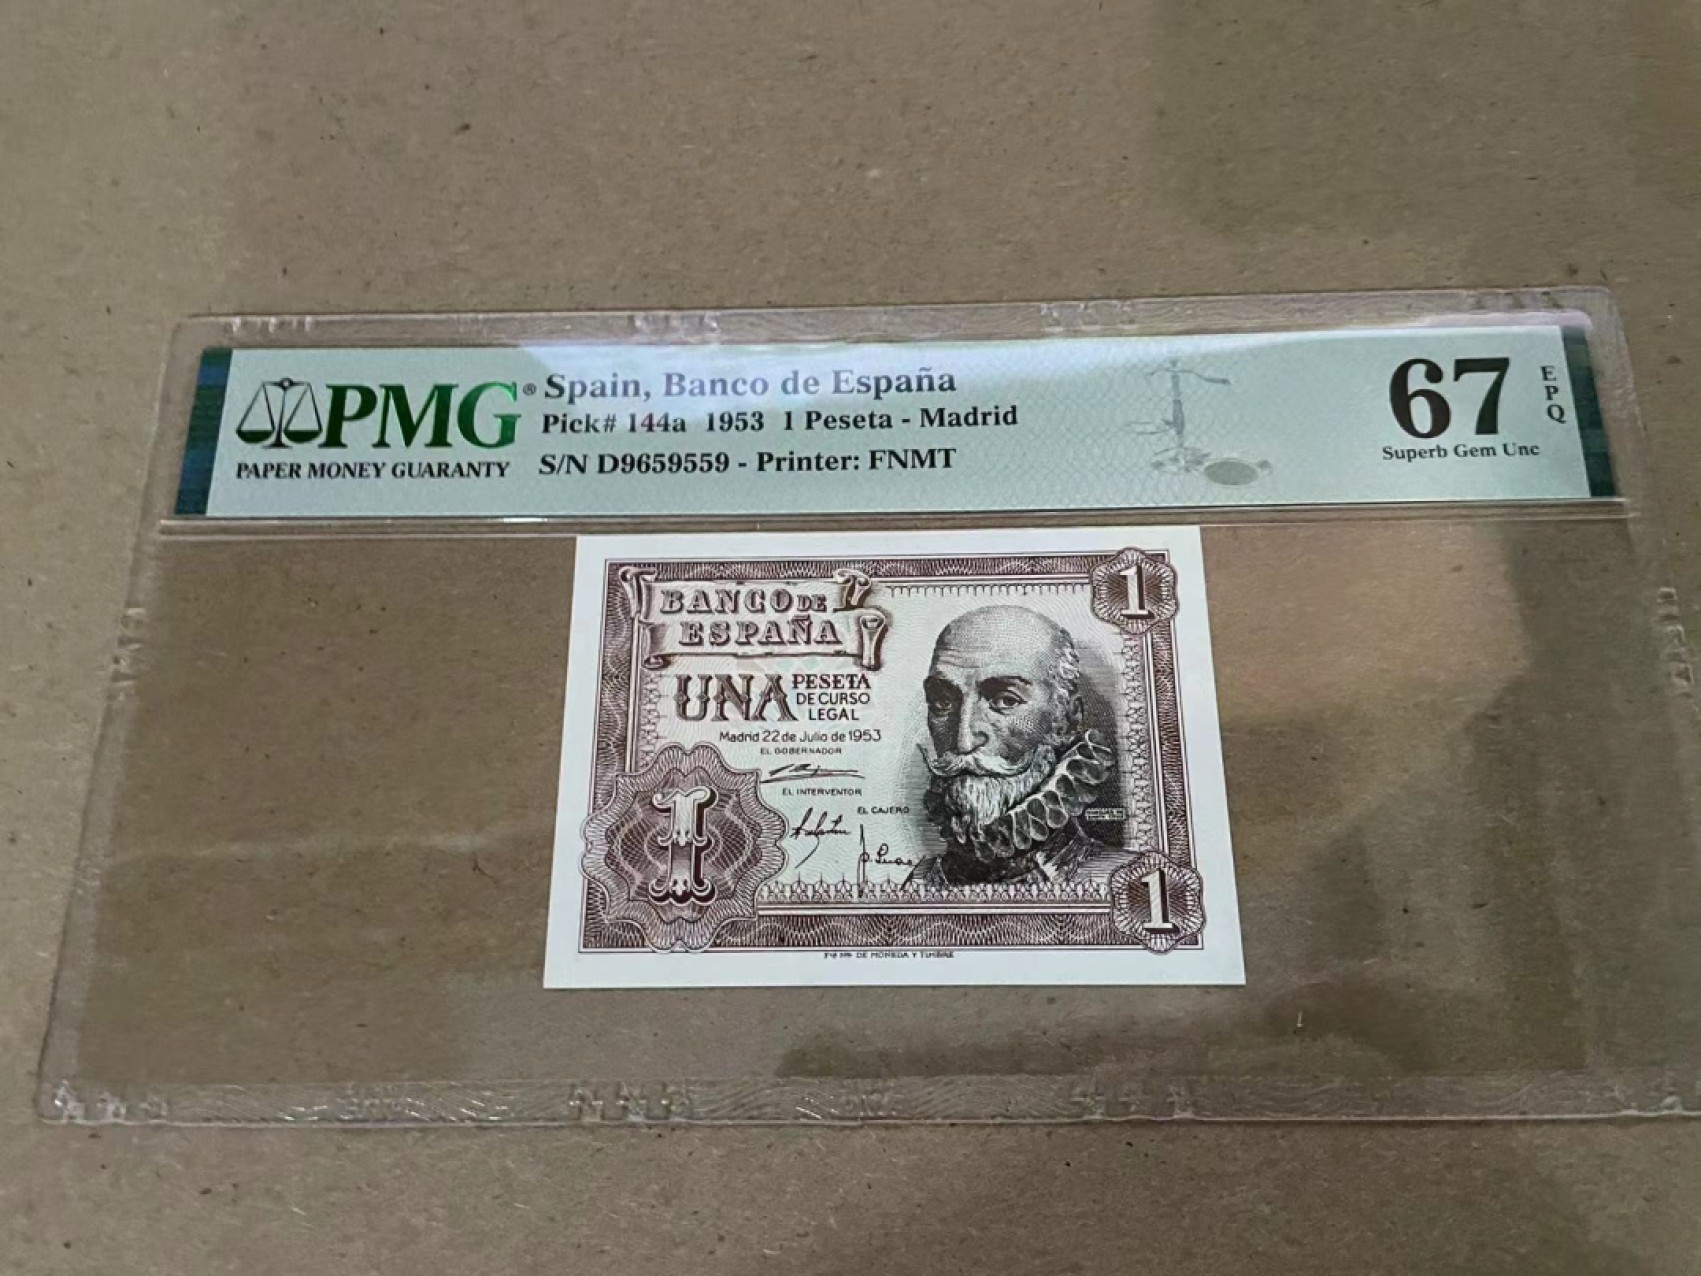 PMG®
PAPER MONEY GUARANTY
Spain, Banco de España
Pick# 144a 1953 1 Peseta - Madrid
S/N D9659559 - Printer: FNMT
67
EPQ
Superb Gem Unc
1
BANCO DE
ESPAÑA
UNA PESETA
DE CURSO
LEGAL
Madrid 22 de Julio de 1953
EL GOBERNADOR
EL INTERVENTOR
EL CAJERO
1
1
DE MONEDA Y TIMBRE